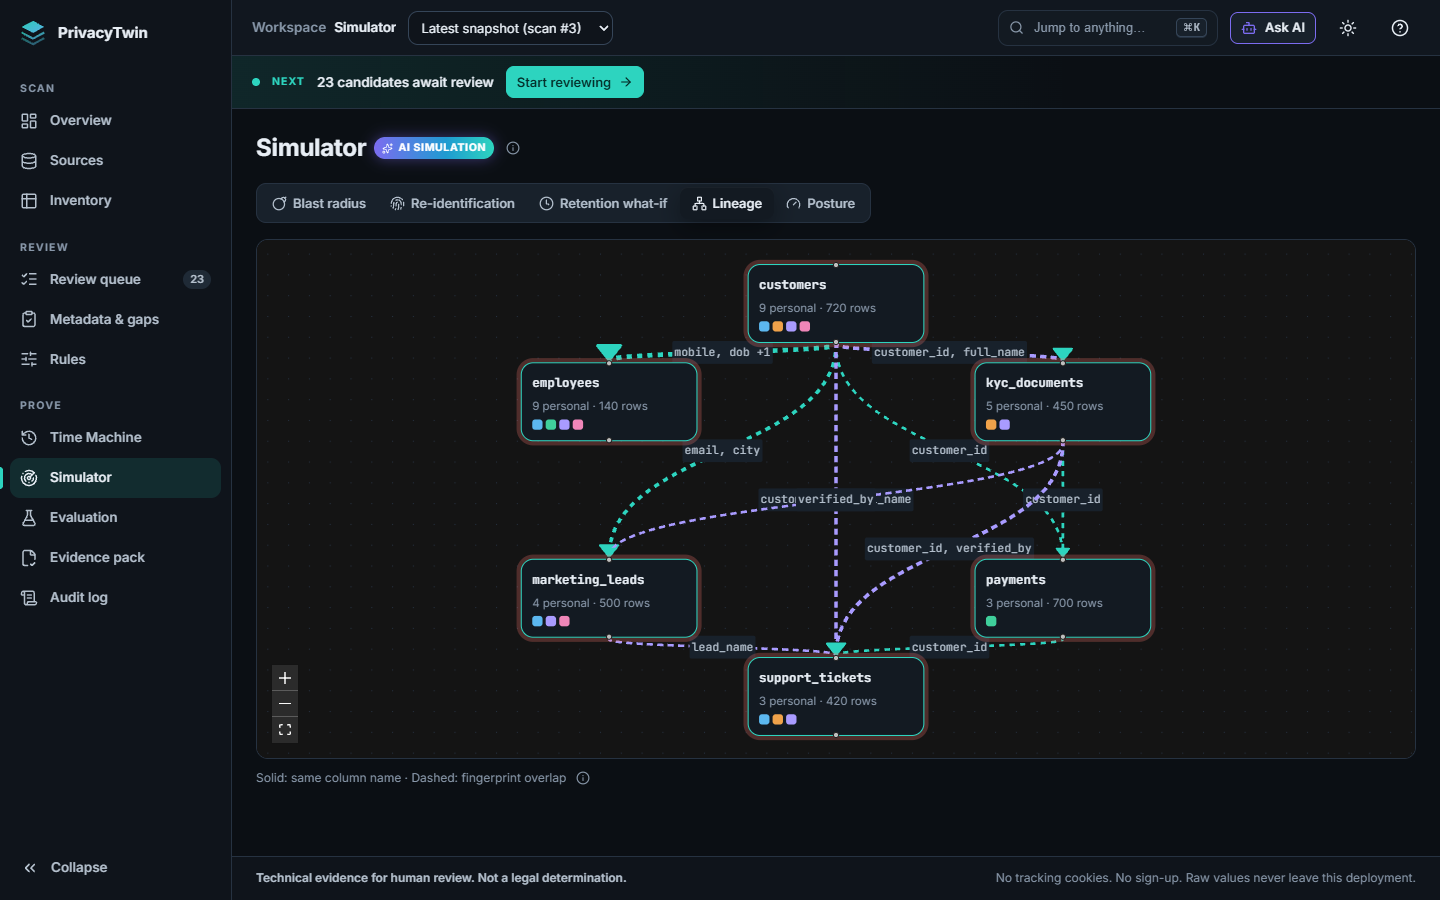 PrivacyTwin
Workspace Simulator Latest snapshot (scan #3) Jump to anything... ⌘K Ask AI
NEXT 23 candidates await review Start reviewing →
SCAN
Overview
Sources
Inventory
REVIEW
Review queue 23
Metadata & gaps
Rules
PROVE
Time Machine
Simulator
Evaluation
Evidence pack
Audit log
Collapse
Simulator AI SIMULATION
Blast radius Re-identification Retention what-if Lineage Posture
customers
9 personal · 720 rows
mobile, dob +1 customer_id, full_name
employees
9 personal · 140 rows
kyc_documents
5 personal · 450 rows
email, city customer_id
custo verified_by _name customer_id
customer_id, verified_by
marketing_leads
4 personal · 500 rows
payments
3 personal · 700 rows
lead_name customer_id
support_tickets
3 personal · 420 rows
Solid: same column name · Dashed: fingerprint overlap
Technical evidence for human review. Not a legal determination. No tracking cookies. No sign-up. Raw values never leave this deployment.